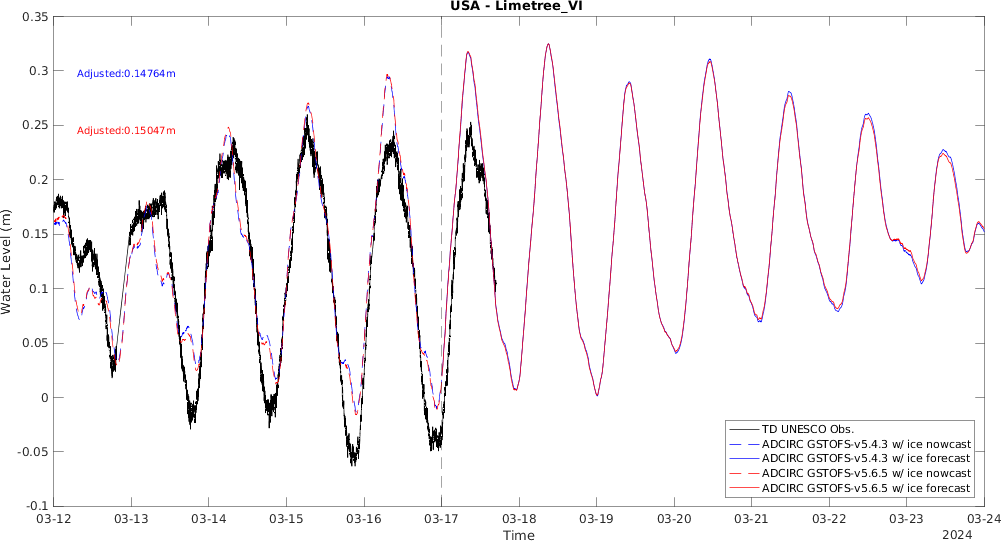 USA - Limetree_VI
0.35
0.3
0.25
0.2
0.15
0.1
0.05
0
-0.05
-0.1
Water Level (m)
Adjusted:0.14764m
Adjusted:0.15047m
TD UNESCO Obs.
ADCIRC GSTOFS-v5.4.3 w/ ice nowcast
ADCIRC GSTOFS-v5.4.3 w/ ice forecast
ADCIRC GSTOFS-v5.6.5 w/ ice nowcast
ADCIRC GSTOFS-v5.6.5 w/ ice forecast
03-12 03-13 03-14 03-15 03-16 03-17 03-18 03-19 03-20 03-21 03-22 03-23 03-24
Time
2024